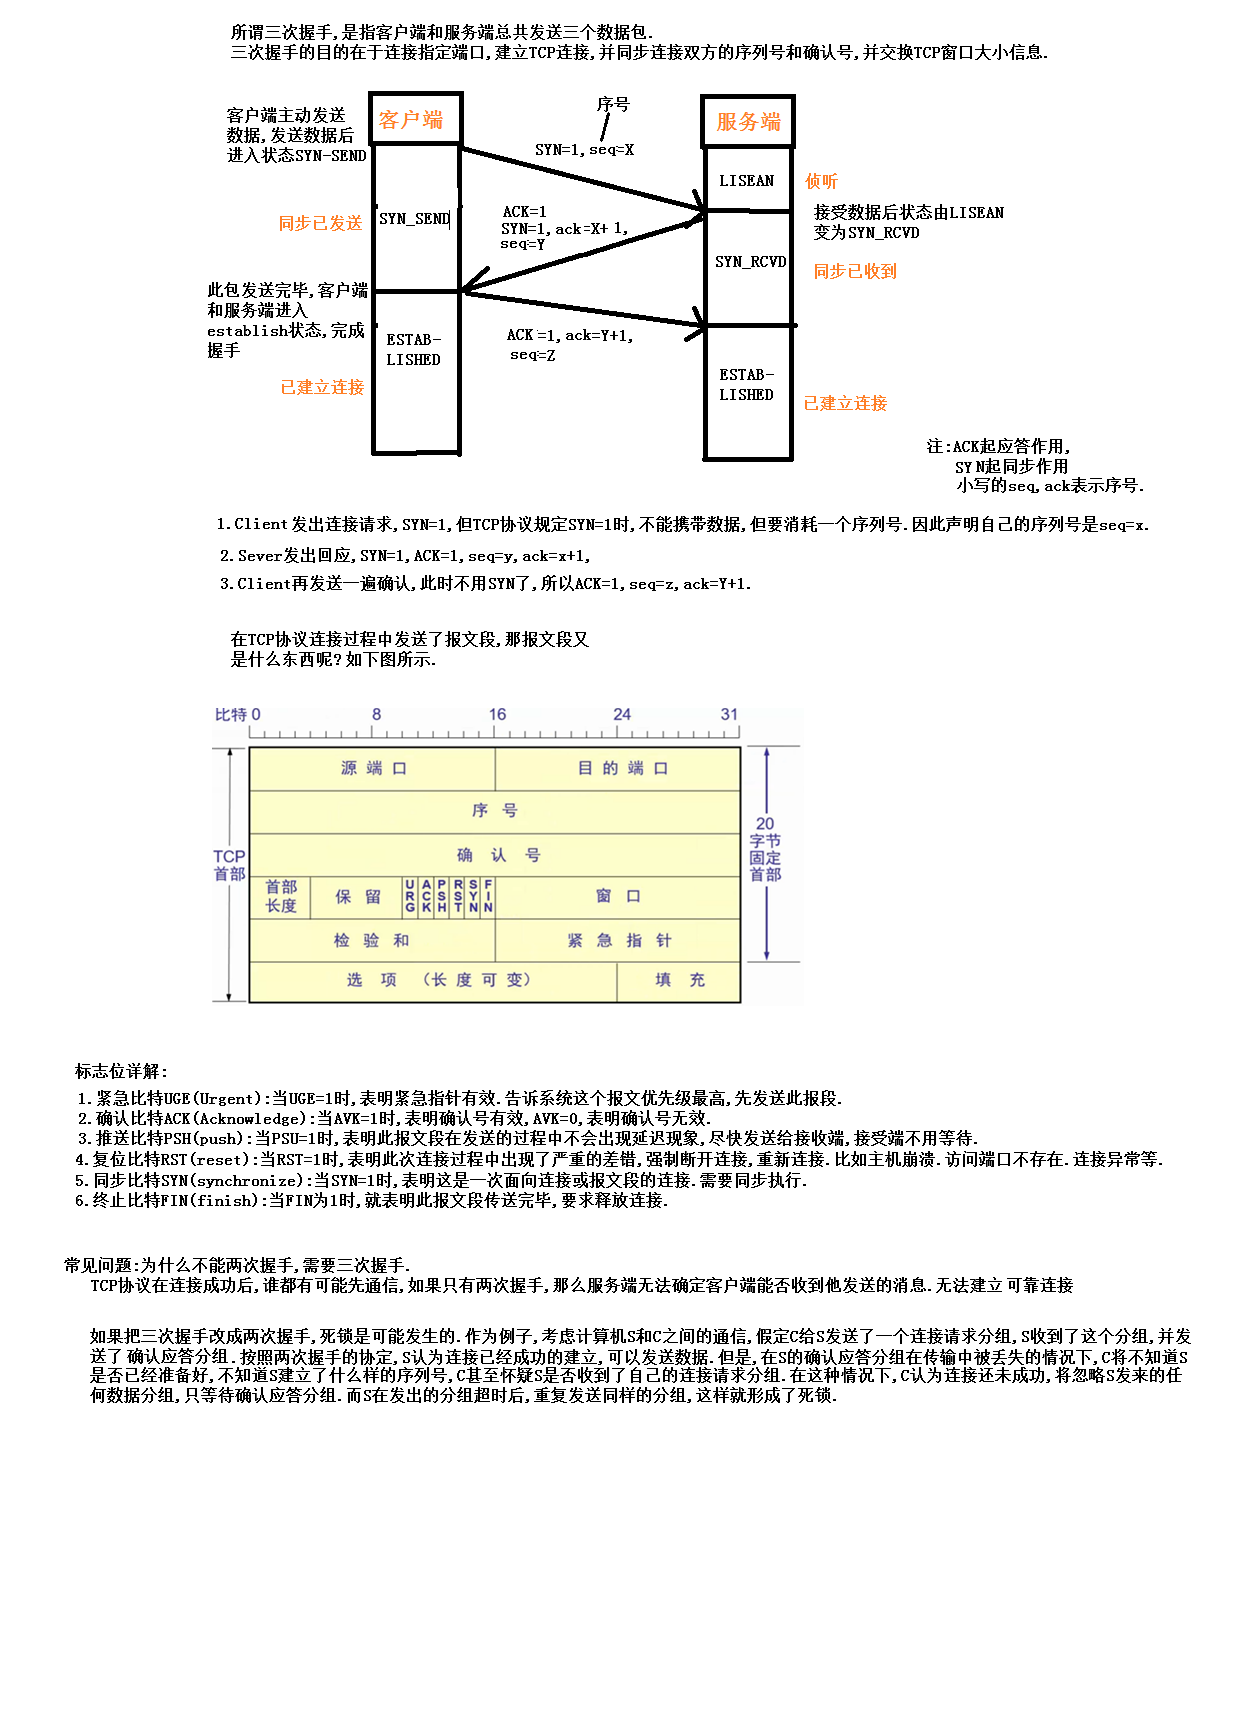 所谓三次握手,是指客户端和服务端总共发送三个数据包.
三次握手的目的在于连接指定端口,建立TCP连接,并同步连接双方的序列号和确认号,并交换TCP窗口大小信息.
客户端主动发送
数据,发送数据后
进入状态SYN-SEND
客户端
序号
服务端
SYN=1,seq=X
LISEAN
侦听
同步已发送
SYN_SEND
ACK=1
SYN=1,ack=X+ 1,
seq=Y
接受数据后状态由LISEAN
变为SYN_RCVD
SYN_RCVD
同步已收到
此包发送完毕,客户端
和服务端进入
establish状态,完成
握手
ESTAB-
LISHED
ACK =1,ack=Y+1,
seq=Z
已建立连接
ESTAB-
LISHED
已建立连接
注:ACK起应答作用,
SYN起同步作用
小写的seq,ack表示序号.
1.Client 发出连接请求,SYN=1,但TCP协议规定SYN=1时,不能携带数据,但要消耗一个序列号.因此声明自己的序列号是seq=x.
2.Sever发出回应,SYN=1,ACK=1,seq=y,ack=x+1,
3.Client再发送一遍确认,此时不用SYN了,所以ACK=1,seq=z,ack=Y+1.
在TCP协议连接过程中发送了报文段,那报文段又
是什么东西呢?如下图所示.
比特 0 8 16 24 31
源 端 口 目 的 端 口
序 号
确 认 号
TCP
首部
20
字节
固定
首部
首部
长度
保 留
URG ACK PSH RST SYN FIN
窗 口
检 验 和 紧 急 指 针
选 项 (长 度 可 变) 填 充
标志位详解:
1.紧急比特UGE(Urgent):当UGE=1时,表明紧急指针有效.告诉系统这个报文优先级最高,先发送此报段.
2.确认比特ACK(Acknowledge):当AVK=1时,表明确认号有效,AVK=0,表明确认号无效.
3.推送比特PSH(push):当PSU=1时,表明此报文段在发送的过程中不会出现延迟现象,尽快发送给接收端,接受端不用等待.
4.复位比特RST(reset):当RST=1时,表明此次连接过程中出现了严重的差错,强制断开连接,重新连接.比如主机崩溃.访问端口不存在.连接异常等.
5.同步比特SYN(synchronize):当SYN=1时,表明这是一次面向连接或报文段的连接.需要同步执行.
6.终止比特FIN(finish):当FIN为1时,就表明此报文段传送完毕,要求释放连接.
常见问题:为什么不能两次握手,需要三次握手.
TCP协议在连接成功后,谁都有可能先通信,如果只有两次握手,那么服务端无法确定客户端能否收到他发送的消息.无法建立 可靠连接
如果把三次握手改成两次握手,死锁是可能发生的.作为例子,考虑计算机S和C之间的通信,假定C给S发送了一个连接请求分组,S收到了这个分组,并发
送了 确认应答分组.按照两次握手的协定,S认为连接已经成功的建立,可以发送数据.但是,在S的确认应答分组在传输中被丢失的情况下,C将不知道S
是否已经准备好,不知道S建立了什么样的序列号,C甚至怀疑S是否收到了自己的连接请求分组.在这种情况下,C认为连接还未成功,将忽略S发来的任
何数据分组,只等待确认应答分组.而S在发出的分组超时后,重复发送同样的分组,这样就形成了死锁.